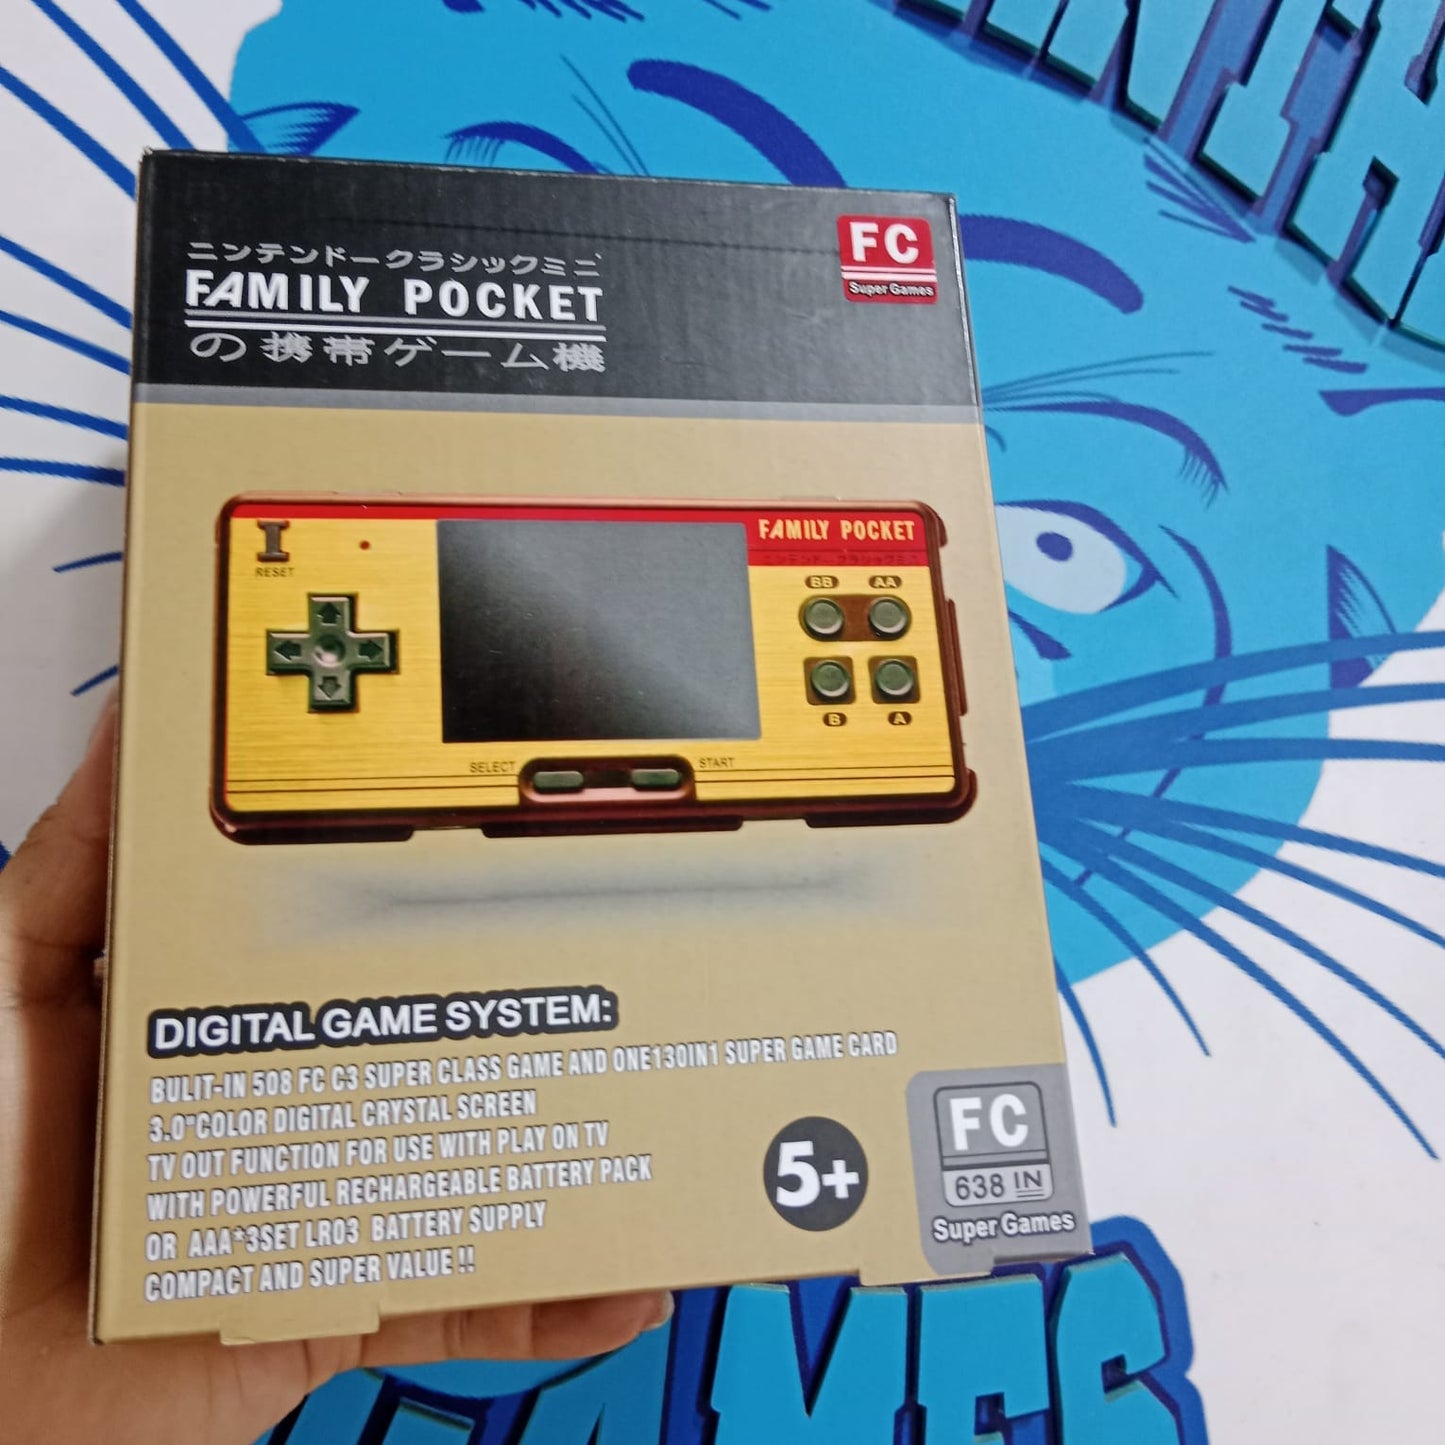 ニンテンドークラシックミニ
FAMILY POCKET
の携帯ゲーム機
FC
Super Games
RESET
FAMILY POCKET
BB AA
B A
SELECT START
DIGITAL GAME SYSTEM:
BULIT-IN 508 FC C3 SUPER CLASS GAME AND ONE130IN1 SUPER GAME CARD
3.0"COLOR DIGITAL CRYSTAL SCREEN
TV OUT FUNCTION FOR USE WITH PLAY ON TV
WITH POWERFUL RECHARGEABLE BATTERY PACK
OR AAA*3SET LR03 BATTERY SUPPLY
COMPACT AND SUPER VALUE !!
5+
FC
638 IN
Super Games